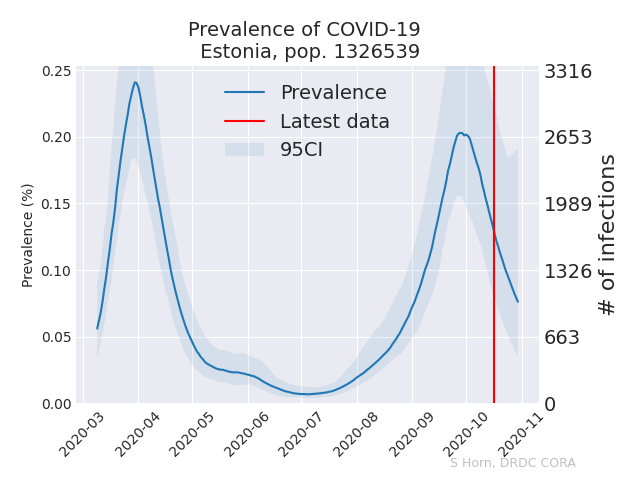 Prevalence of COVID-19
Estonia, pop. 1326539
Prevalence
Latest data
95CI
Prevalence (%)
0.25
0.20
0.15
0.10
0.05
0.00
3316
2653
1989
1326
663
0
# of infections
2020-03
2020-04
2020-05
2020-06
2020-07
2020-08
2020-09
2020-10
2020-11
S Horn, DRDC CORA